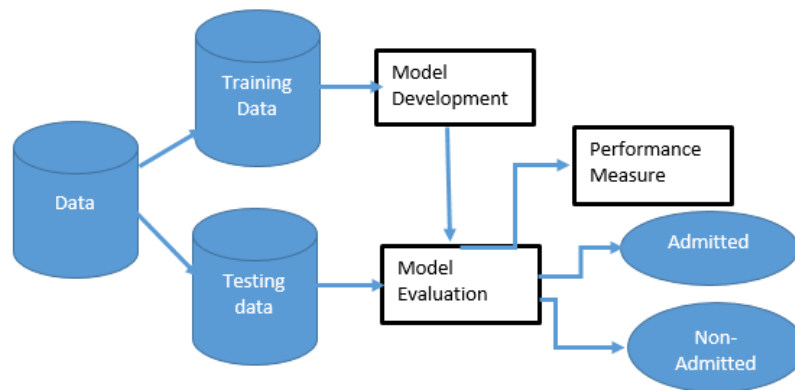 Training
Data
Model
Development
Performance
Measure
Data
Admitted
Testing
data
Model
Evaluation
Non-
Admitted